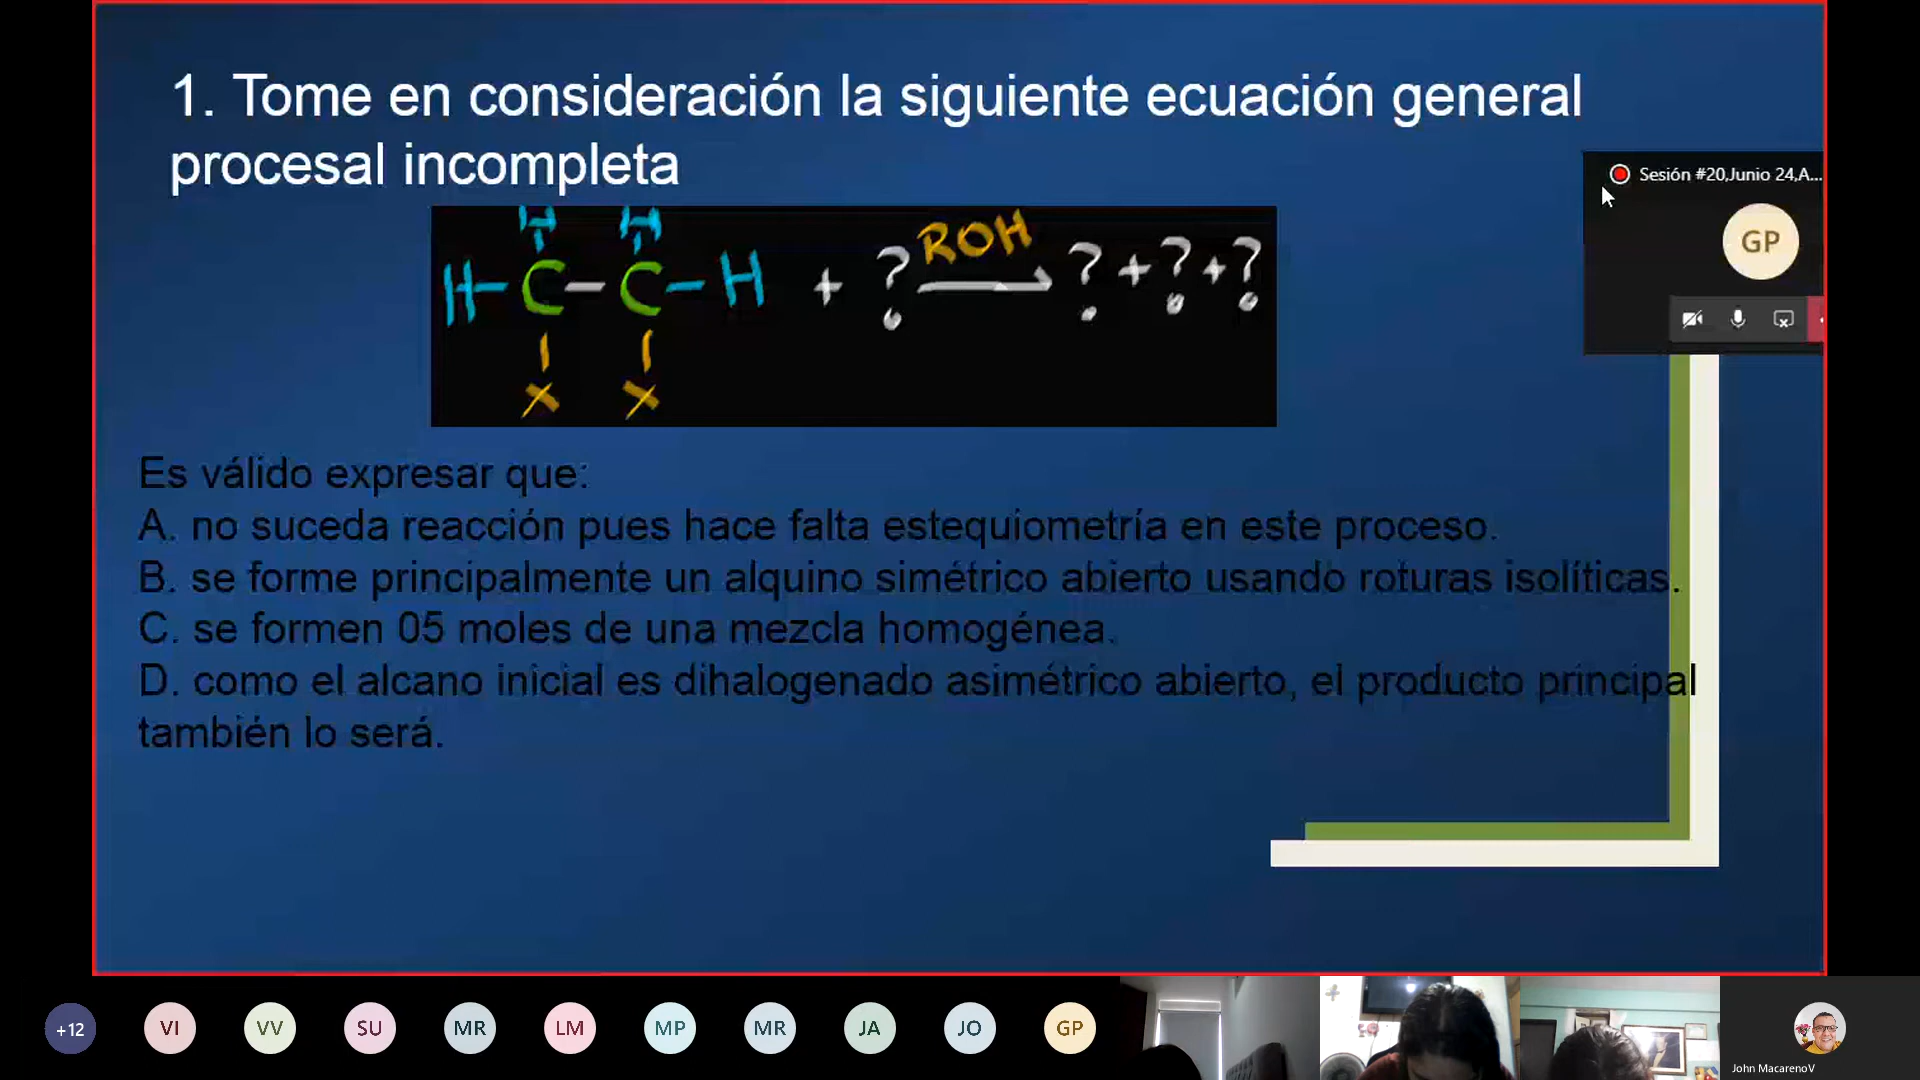 1. Tome en consideración la siguiente ecuación general
procesal incompleta
Sesión #20,Junio 24,A...
GP
H H
H-C-C-H + ? ROH ? + ? + ?
X X
Es válido expresar que:
A. no suceda reacción pues hace falta estequiometría en este proceso.
B. se forme principalmente un alquino simétrico abierto usando roturas isolíticas.
C. se formen 05 moles de una mezcla homogénea.
D. como el alcano inicial es dihalogenado asimétrico abierto, el producto principal
también lo será.
+12 VI VV SU MR LM MP MR JA JO GP
John MacarenoV